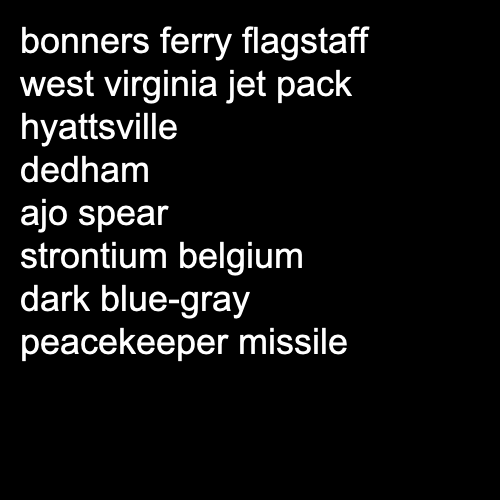 bonners ferry flagstaff
west virginia jet pack
hyattsville
dedham
ajo spear
strontium belgium
dark blue-gray
peacekeeper missile